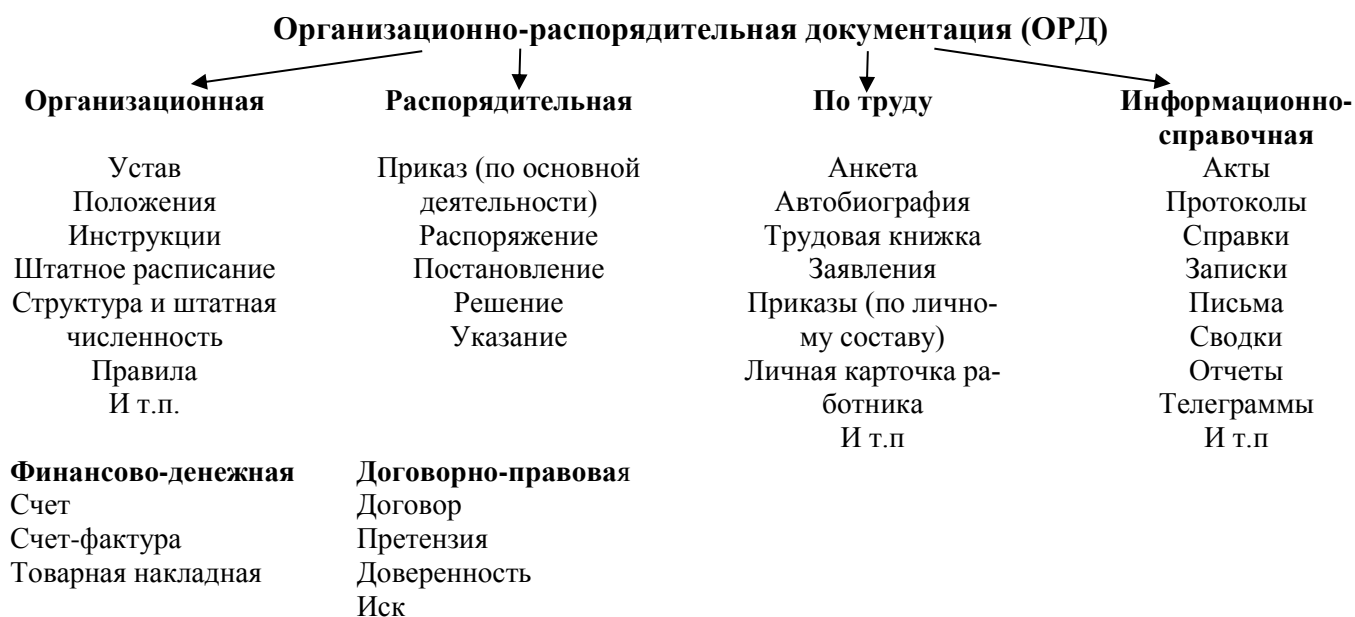 Организационно-распорядительная документация (ОРД)
Организационная
Устав
Положения
Инструкции
Штатное расписание
Структура и штатная
численность
Правила
И т.п.
Распорядительная
Приказ (по основной
деятельности)
Распоряжение
Постановление
Решение
Указание
По труду
Анкета
Автобиография
Трудовая книжка
Заявления
Приказы (по лично-
му составу)
Личная карточка ра-
ботника
И т.п
Информационно-
справочная
Акты
Протоколы
Справки
Записки
Письма
Сводки
Отчеты
Телеграммы
И т.п
Финансово-денежная
Счет
Счет-фактура
Товарная накладная
Договорно-правовая
Договор
Претензия
Доверенность
Иск